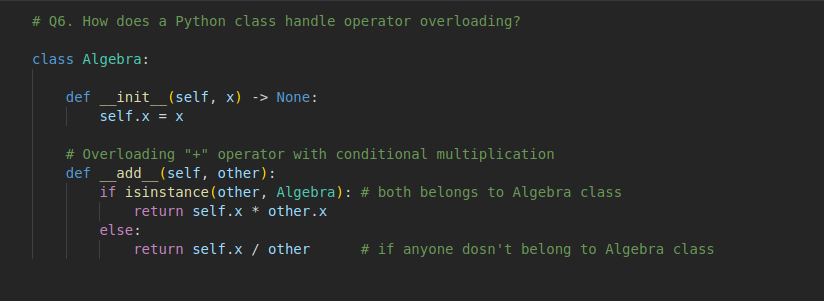 # Q6. How does a Python class handle operator overloading?
class Algebra:
def __init__(self, x) -> None:
self.x = x
# Overloading "+" operator with conditional multiplication
def __add__(self, other):
if isinstance(other, Algebra): # both belongs to Algebra class
return self.x * other.x
else:
return self.x / other # if anyone dosn't belong to Algebra class